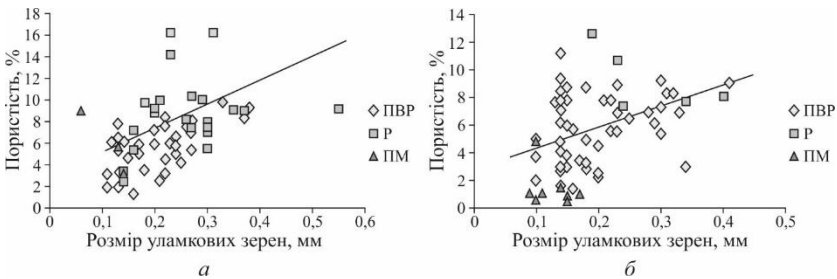 Пористість, %
18
16
14
12
10
8
6
4
2
0
0 0,1 0,2 0,3 0,4 0,5 0,6
Розмір уламкових зерен, мм
ПВР
Р
ПМ
а
Пористість, %
14
12
10
8
6
4
2
0
0 0,1 0,2 0,3 0,4 0,5
Розмір уламкових зерен, мм
ПВР
Р
ПМ
б